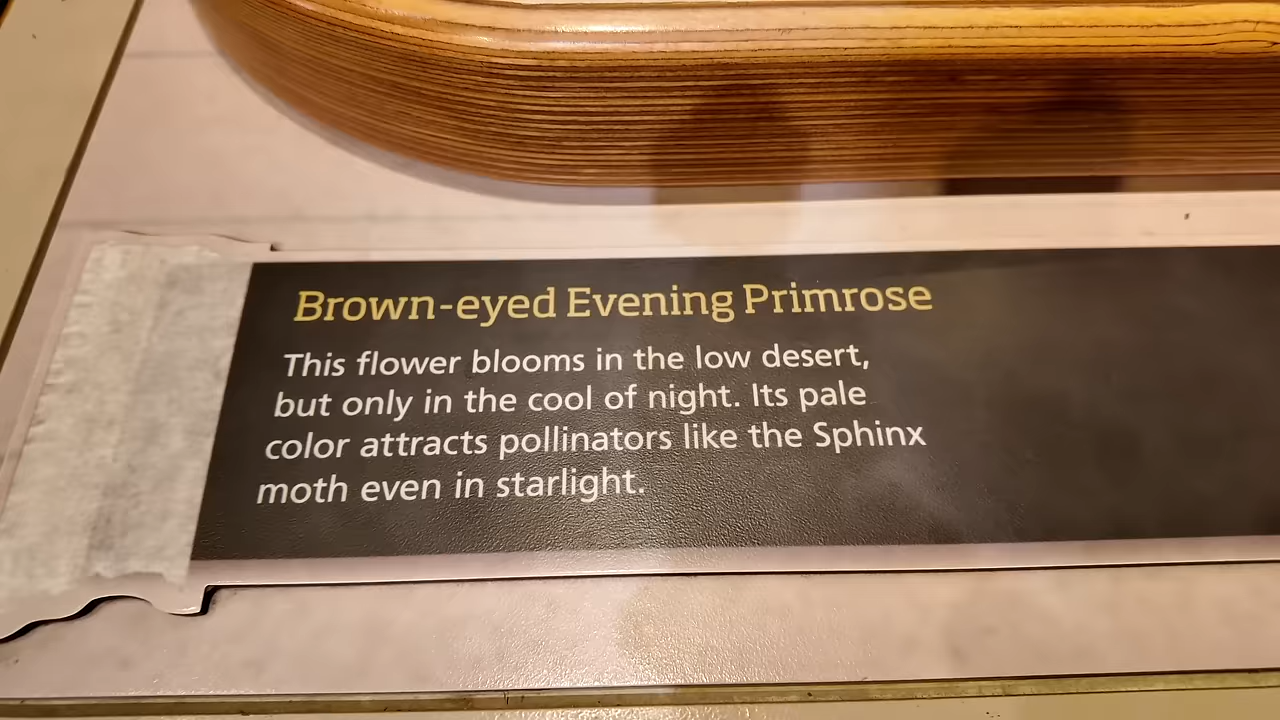 Brown-eyed Evening Primrose
This flower blooms in the low desert,
but only in the cool of night. Its pale
color attracts pollinators like the Sphinx
moth even in starlight.